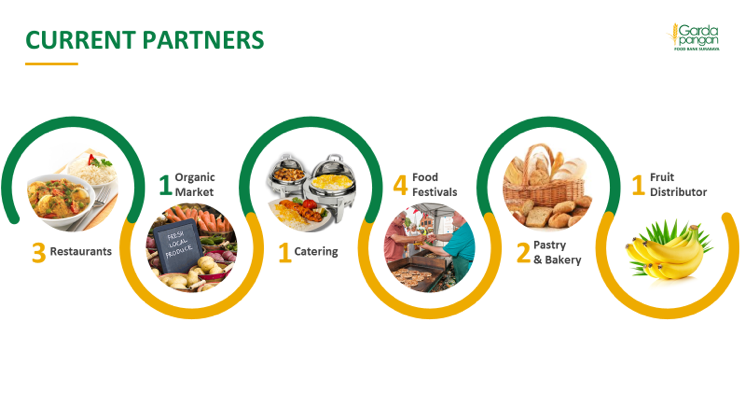 CURRENT PARTNERS
Garda
pangan
FOOD BANK SURABAYA
3 Restaurants
1 Organic
Market
FRESH
LOCAL
PRODUCE
1 Catering
4 Food
Festivals
2 Pastry
& Bakery
1 Fruit
Distributor